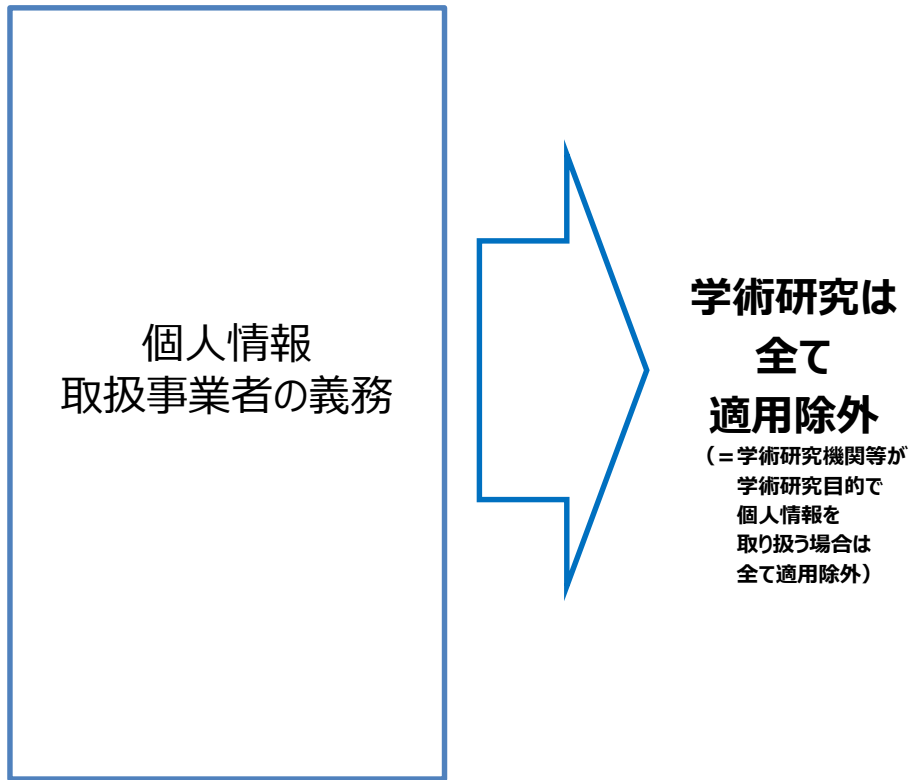 個人情報
取扱事業者の義務
学術研究は
全て
適用除外
（＝学術研究機関等が
学術研究目的で
個人情報を
取り扱う場合は
全て適用除外）